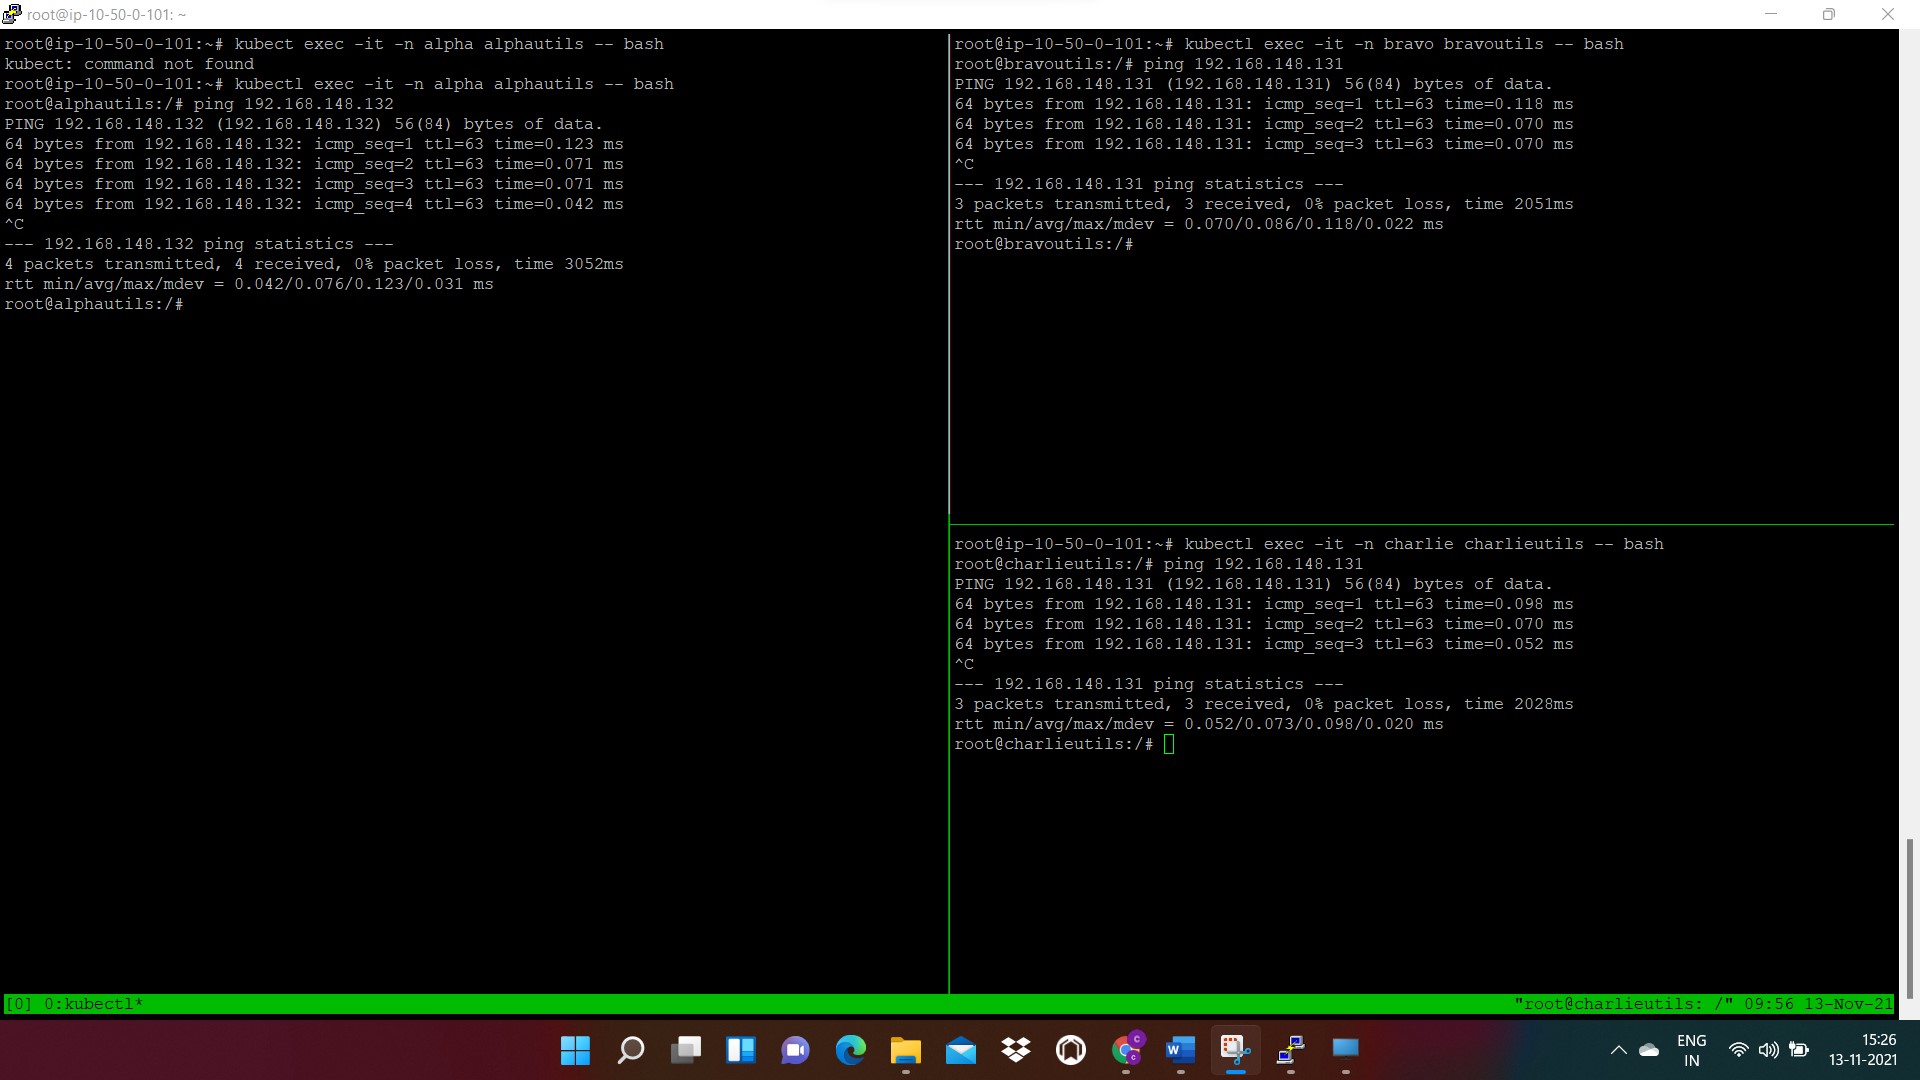 root@ip-10-50-0-101: ~
root@ip-10-50-0-101:~# kubect exec -it -n alpha alphautils -- bash
kubect: command not found
root@ip-10-50-0-101:~# kubectl exec -it -n alpha alphautils -- bash
root@alphautils:/# ping 192.168.148.132
PING 192.168.148.132 (192.168.148.132) 56(84) bytes of data.
64 bytes from 192.168.148.132: icmp_seq=1 ttl=63 time=0.123 ms
64 bytes from 192.168.148.132: icmp_seq=2 ttl=63 time=0.071 ms
64 bytes from 192.168.148.132: icmp_seq=3 ttl=63 time=0.071 ms
64 bytes from 192.168.148.132: icmp_seq=4 ttl=63 time=0.042 ms
^C
--- 192.168.148.132 ping statistics ---
4 packets transmitted, 4 received, 0% packet loss, time 3052ms
rtt min/avg/max/mdev = 0.042/0.076/0.123/0.031 ms
root@alphautils:/#
root@ip-10-50-0-101:~# kubectl exec -it -n bravo bravoutils -- bash
root@bravoutils:/# ping 192.168.148.131
PING 192.168.148.131 (192.168.148.131) 56(84) bytes of data.
64 bytes from 192.168.148.131: icmp_seq=1 ttl=63 time=0.118 ms
64 bytes from 192.168.148.131: icmp_seq=2 ttl=63 time=0.070 ms
64 bytes from 192.168.148.131: icmp_seq=3 ttl=63 time=0.070 ms
^C
--- 192.168.148.131 ping statistics ---
3 packets transmitted, 3 received, 0% packet loss, time 2051ms
rtt min/avg/max/mdev = 0.070/0.086/0.118/0.022 ms
root@bravoutils:/#
root@ip-10-50-0-101:~# kubectl exec -it -n charlie charlieutils -- bash
root@charlieutils:/# ping 192.168.148.131
PING 192.168.148.131 (192.168.148.131) 56(84) bytes of data.
64 bytes from 192.168.148.131: icmp_seq=1 ttl=63 time=0.098 ms
64 bytes from 192.168.148.131: icmp_seq=2 ttl=63 time=0.070 ms
64 bytes from 192.168.148.131: icmp_seq=3 ttl=63 time=0.052 ms
^C
--- 192.168.148.131 ping statistics ---
3 packets transmitted, 3 received, 0% packet loss, time 2028ms
rtt min/avg/max/mdev = 0.052/0.073/0.098/0.020 ms
root@charlieutils:/#
[0] 0:kubectl* "root@charlieutils: /" 09:56 13-Nov-21
ENG
IN
15:26
13-11-2021